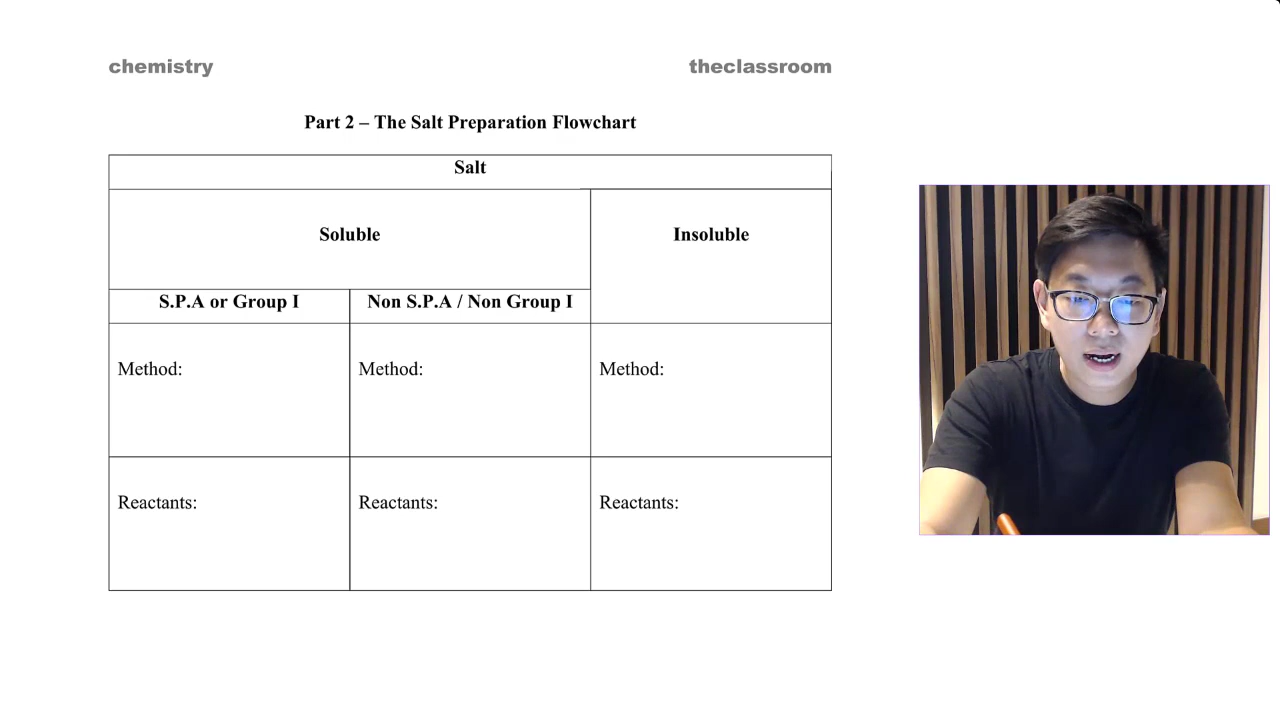 chemistry
theclassroom
Part 2 – The Salt Preparation Flowchart
Salt
Soluble
Insoluble
S.P.A or Group I
Non S.P.A / Non Group I
Method:
Method:
Method:
Reactants:
Reactants:
Reactants: